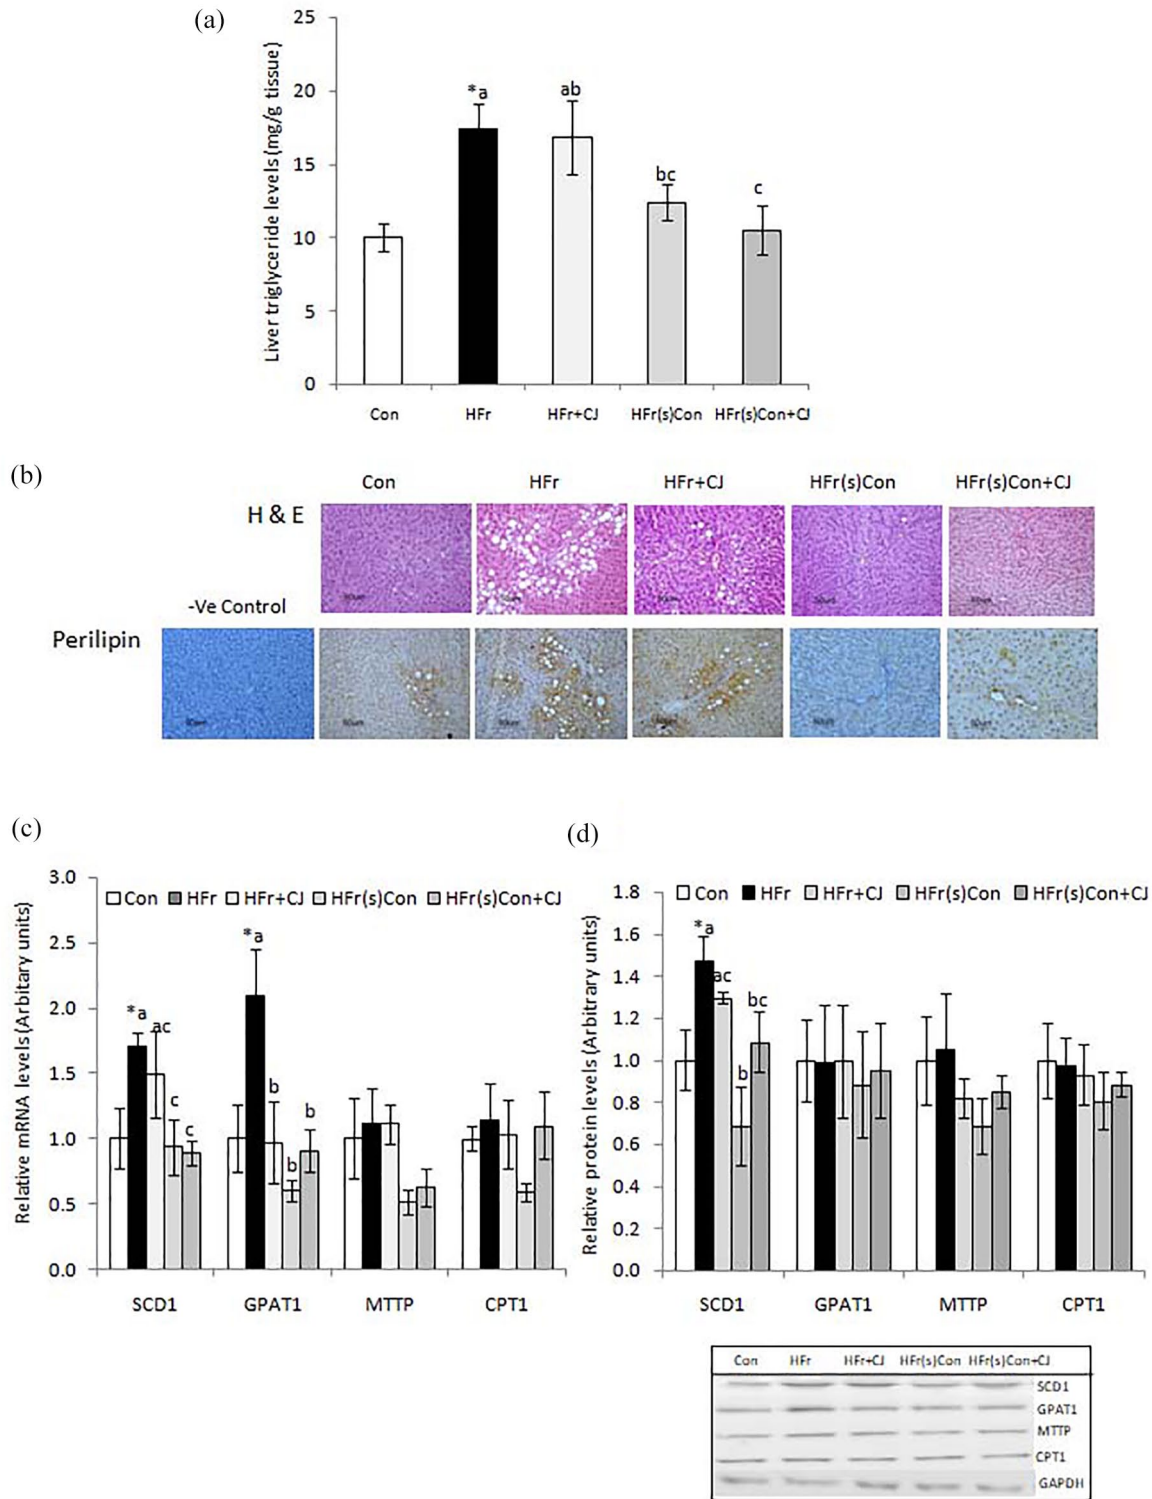 (a)
Liver triglyceride levels (mg/g tissue)
25
20
15
10
5
0
*a
ab
bc
c
Con HFr HFr+CJ HFr(s)Con HFr(s)Con+CJ
(b)
Con HFr HFr+CJ HFr(s)Con HFr(s)Con+CJ
H & E
-Ve Control
Perilipin
(c)
Relative mRNA levels (Arbitary units)
3.0
2.5
2.0
1.5
1.0
0.5
0.0
Con HFr HFr+CJ HFr(s)Con HFr(s)Con+CJ
*a ac c c
*a b b b
SCD1 GPAT1 MTTP CPT1
(d)
Relative protein levels (Arbitrary units)
1.8
1.6
1.4
1.2
1.0
0.8
0.6
0.4
0.2
0.0
Con HFr HFr+CJ HFr(s)Con HFr(s)Con+CJ
*a ac b bc
SCD1 GPAT1 MTTP CPT1
Con HFr HFr+CJ HFr(s)Con HFr(s)Con+CJ
SCD1
GPAT1
MTTP
CPT1
GAPDH